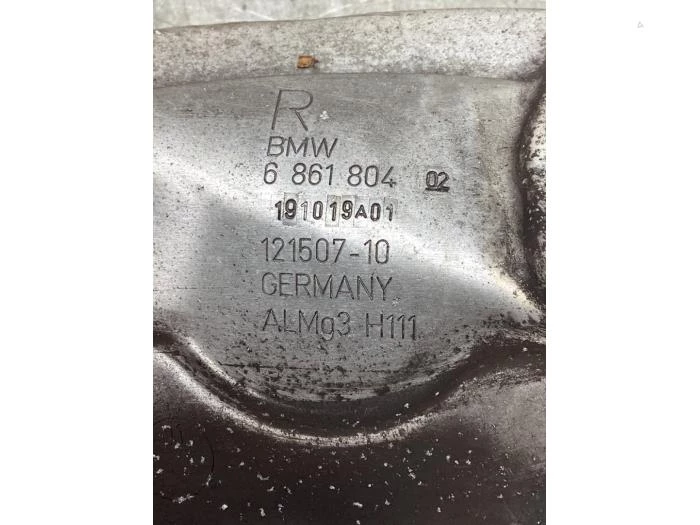 R
BMW
6 861 804 02
191019A01
121507-10
GERMANY
ALMg3 H111